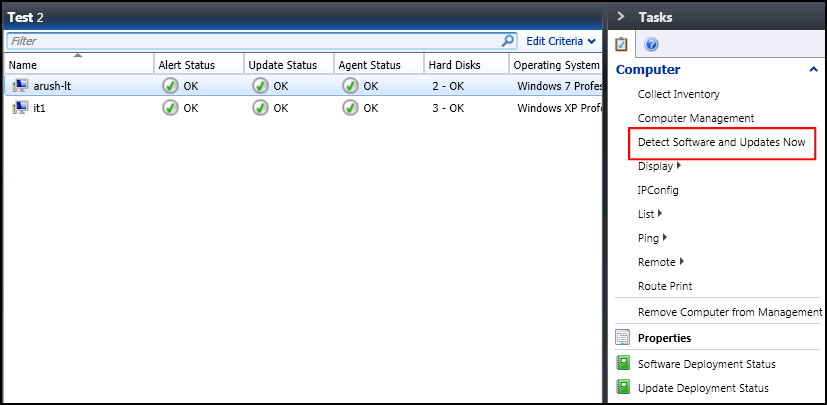 Test 2
Filter
Edit Criteria
Name Alert Status Update Status Agent Status Hard Disks Operating System
arush-lt OK OK OK 2 - OK Windows 7 Profes
it1 OK OK OK 3 - OK Windows XP Prof
Tasks
Computer
Collect Inventory
Computer Management
Detect Software and Updates Now
Display
IPConfig
List
Ping
Remote
Route Print
Remove Computer from Management
Properties
Software Deployment Status
Update Deployment Status